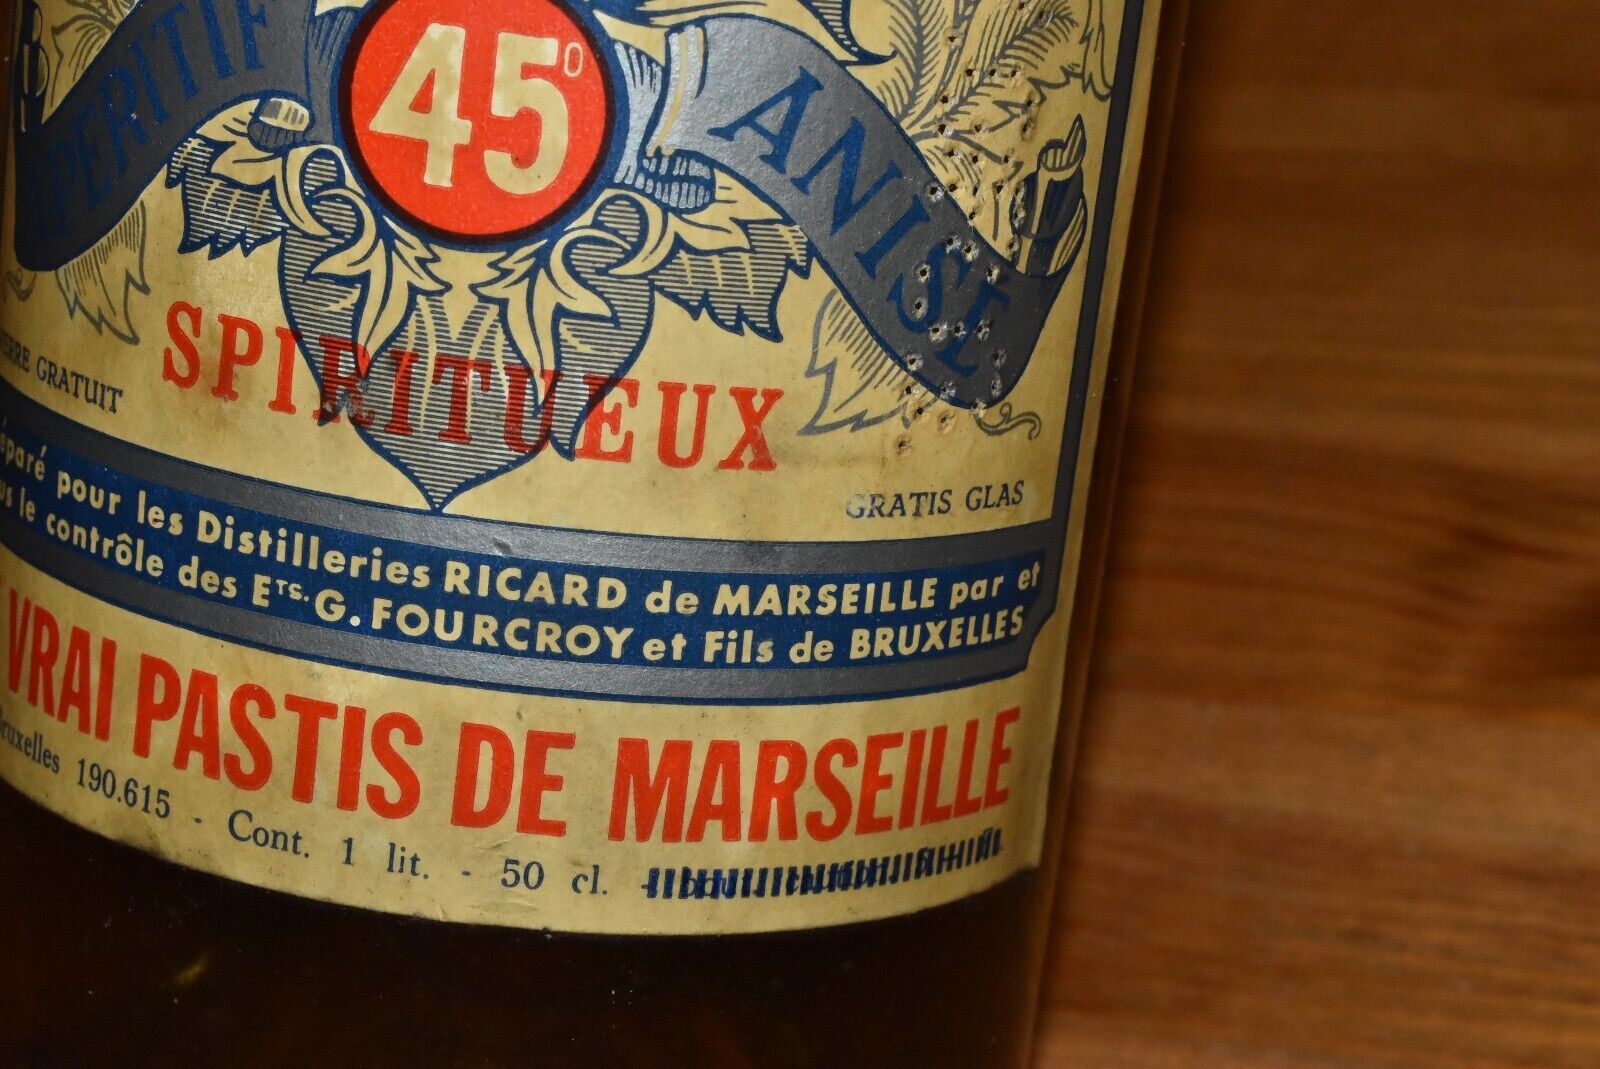 APERITIF
45°
ANISE
SPIRITUEUX
GRATUIT
GRATIS GLAS
pour les Distilleries RICARD de MARSEILLE par et
le contrôle des ETS. G. FOURCROY et Fils de BRUXELLES
VRAI PASTIS DE MARSEILLE
190.615 - Cont. 1 lit. - 50 cl. -